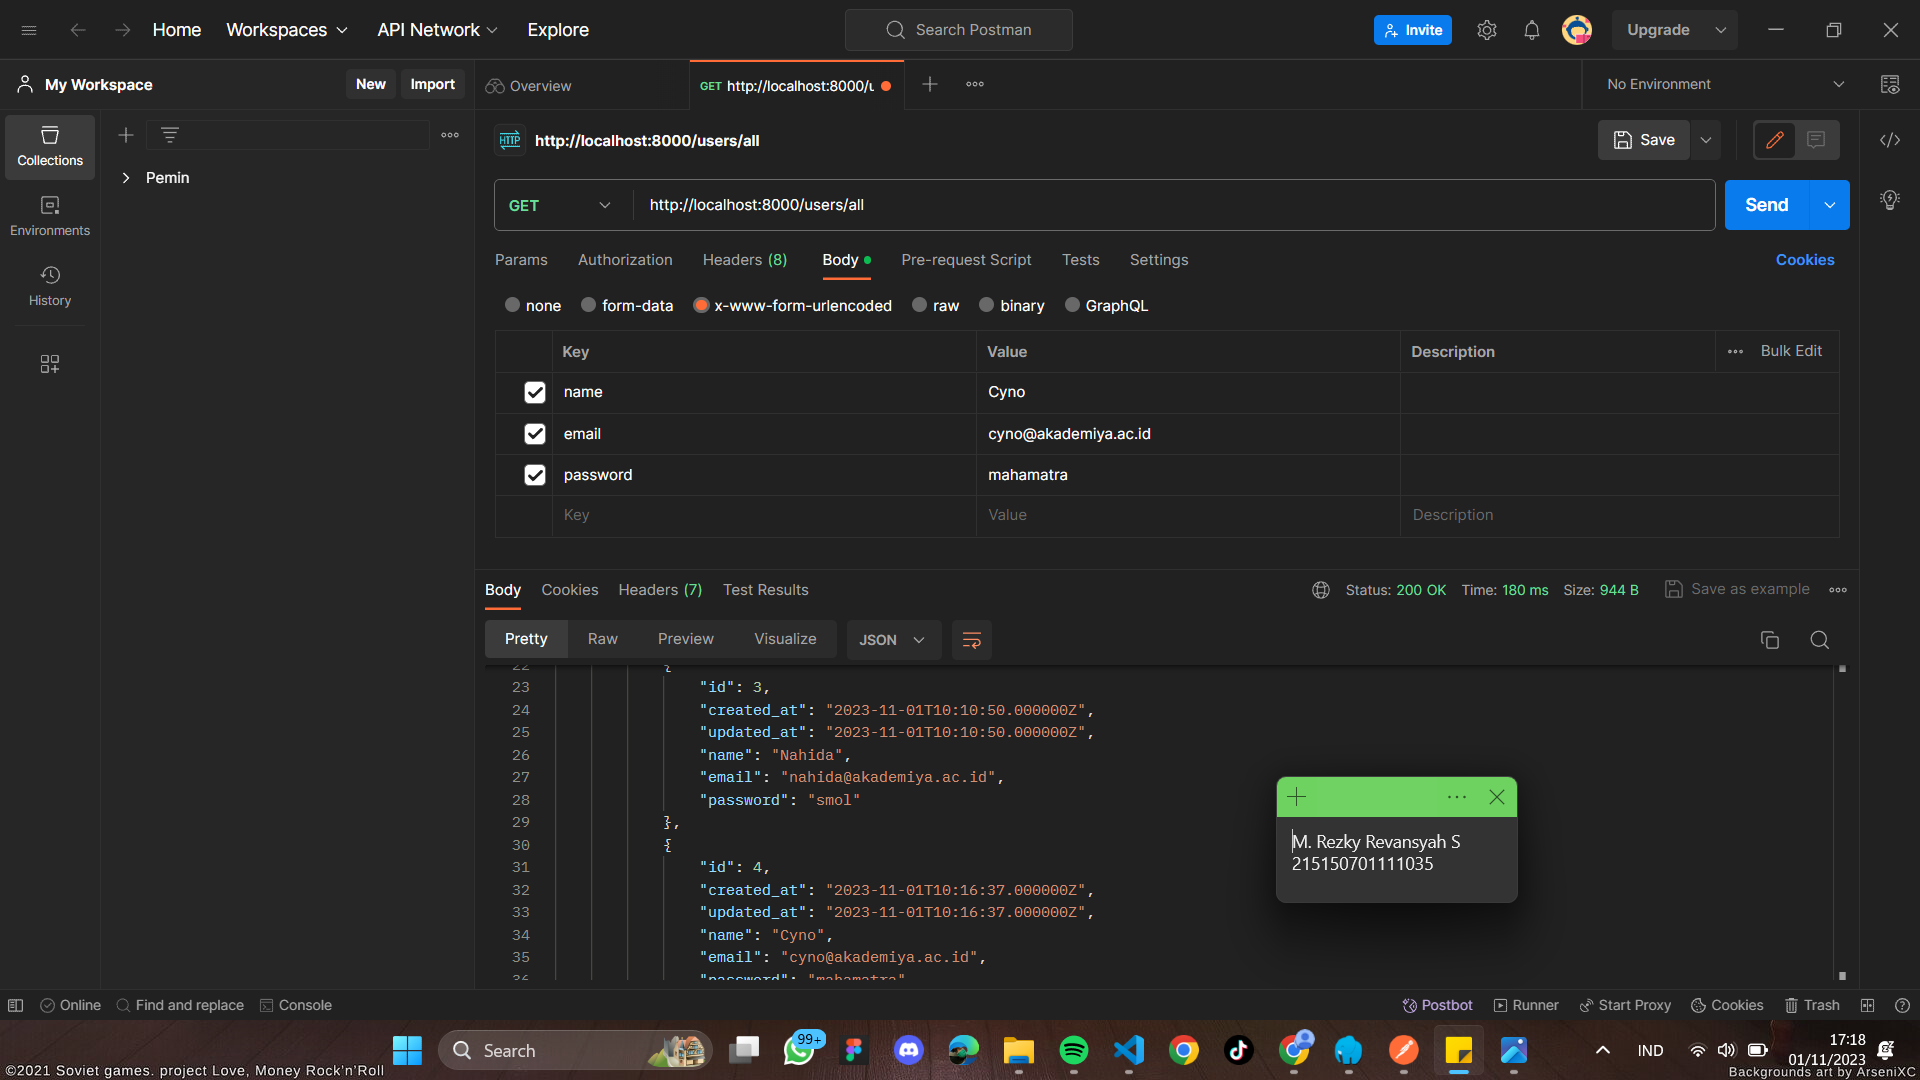 Home Workspaces API Network Explore Search Postman Invite Upgrade
My Workspace New Import Overview GET http://localhost:8000/u No Environment
Collections
Environments
History
Pemin
HTTP http://localhost:8000/users/all Save
GET http://localhost:8000/users/all Send
Params Authorization Headers (8) Body Pre-request Script Tests Settings Cookies
none form-data x-www-form-urlencoded raw binary GraphQL
Key Value Description Bulk Edit
name Cyno
email cyno@akademiya.ac.id
password mahamatra
Key Value Description
Body Cookies Headers (7) Test Results Status: 200 OK Time: 180 ms Size: 944 B Save as example
Pretty Raw Preview Visualize JSON
22 {
23 "id": 3,
24 "created_at": "2023-11-01T10:10:50.000000Z",
25 "updated_at": "2023-11-01T10:10:50.000000Z",
26 "name": "Nahida",
27 "email": "nahida@akademiya.ac.id",
28 "password": "smol"
29 },
30 {
31 "id": 4,
32 "created_at": "2023-11-01T10:16:37.000000Z",
33 "updated_at": "2023-11-01T10:16:37.000000Z",
34 "name": "Cyno",
35 "email": "cyno@akademiya.ac.id",
36 "password": "mahamatra"
M. Rezky Revansyah S
215150701111035
Online Find and replace Console Postbot Runner Start Proxy Cookies Trash
Search 99+ IND 17:18
01/11/2023
©2021 Soviet games. project Love, Money Rock'n'Roll
Backgrounds art by ArseniXC